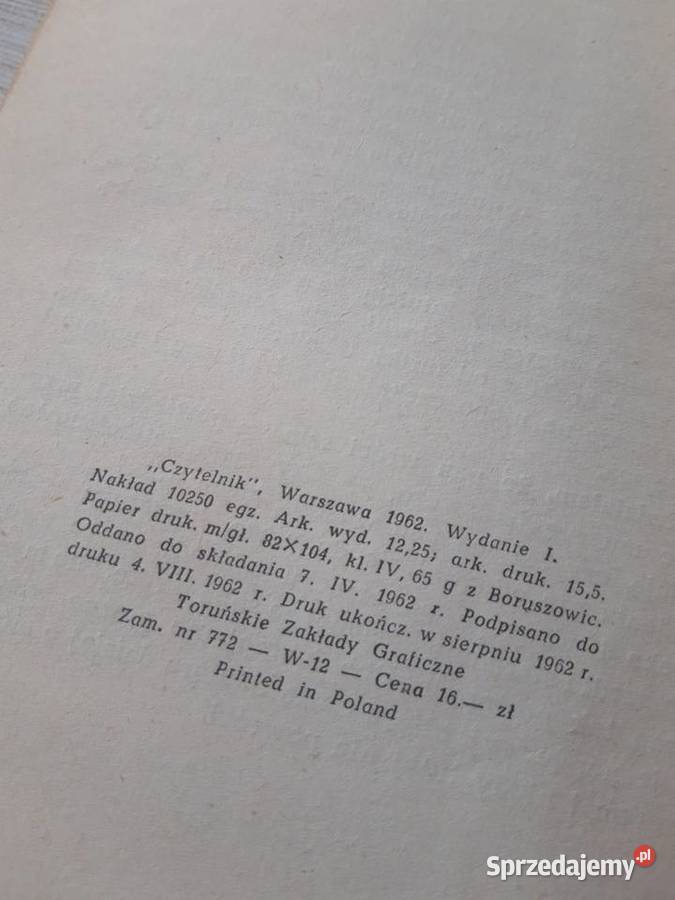 „Czytelnik", Warszawa 1962. Wydanie I.
Nakład 10250 egz. Ark. wyd. 12,25; ark. druk. 15,5.
Papier druk. m/gł. 82×104, kl. IV, 65 g z Boruszowic.
Oddano do składania 7. IV. 1962 r. Podpisano do
druku 4. VIII. 1962 r. Druk ukończ. w sierpniu 1962 r.
Toruńskie Zakłady Graficzne
Zam. nr 772 — W-12 — Cena 16.— zł
Printed in Poland
Sprzedajemy.pl